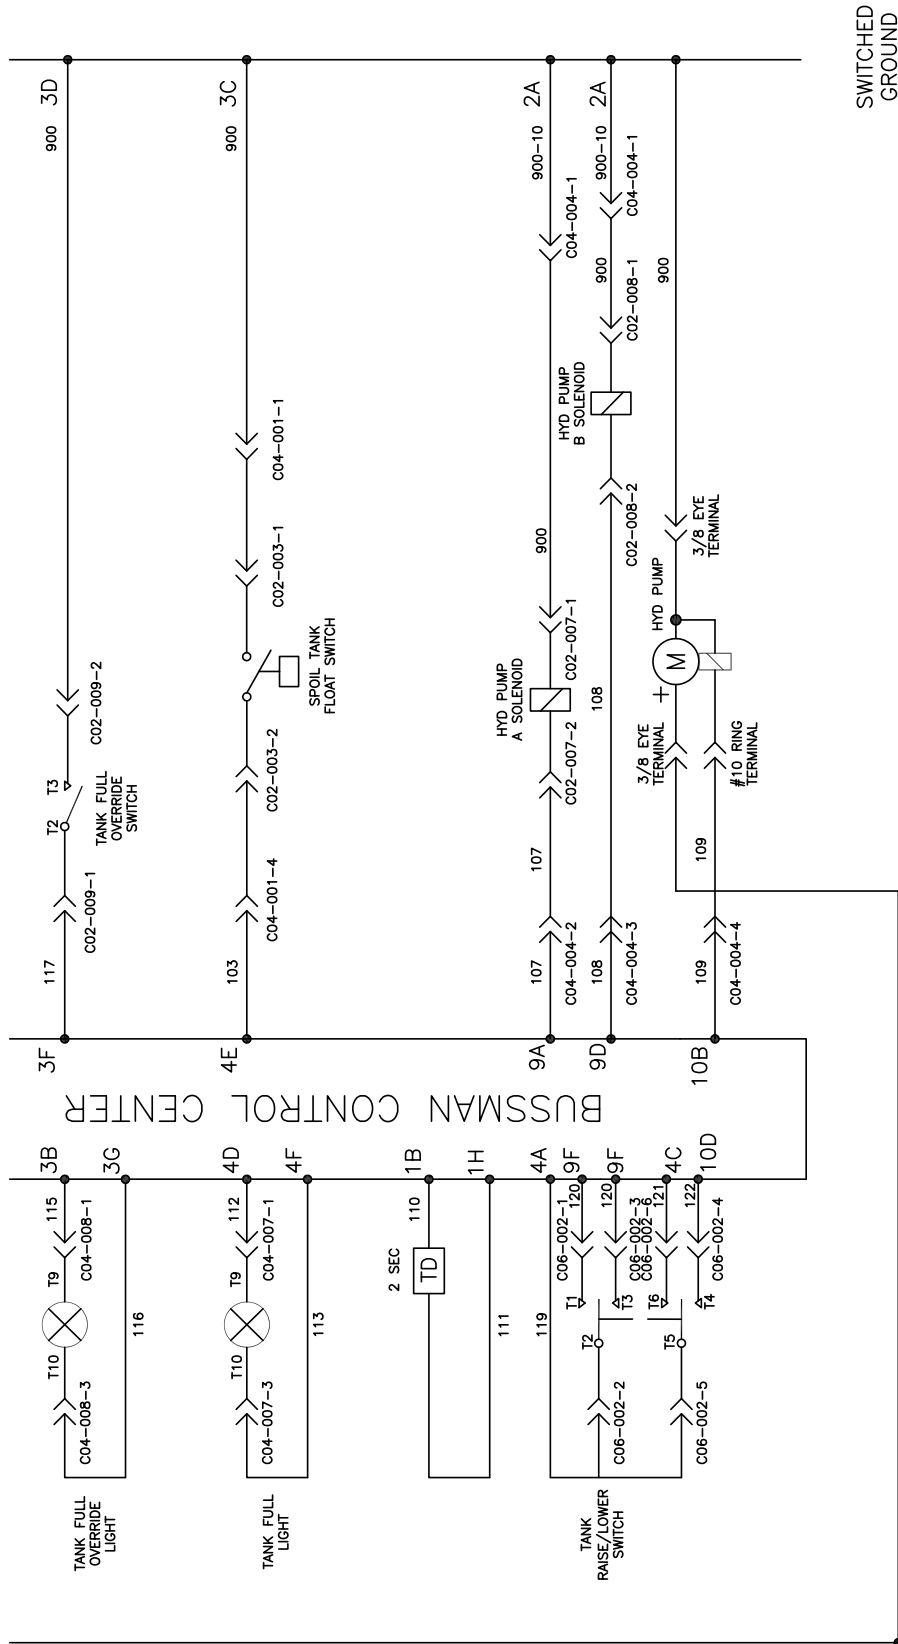 SWITCHED
GROUND
3D
900
C02-009-2
T3
T2
TANK FULL
OVERRIDE
SWITCH
C02-009-1
117
3F
3C
900
C04-001-1
C02-003-1
SPOIL TANK
FLOAT SWITCH
C02-003-2
C04-001-4
103
4E
2A
900-10
C04-004-1
900
C02-007-1
HYD PUMP
A SOLENOID
C02-007-2
107
107
C04-004-2
9A
2A
900-10
C04-004-1
900
C02-008-1
HYD PUMP
B SOLENOID
C02-008-2
108
108
C04-004-3
9D
900
3/8 EYE
TERMINAL
HYD PUMP
M
+
3/8 EYE
TERMINAL
#10 RING
TERMINAL
109
109
C04-004-4
10B
BUSSMAN CONTROL CENTER
3B
115
C04-008-1
T9
T10
C04-008-3
TANK FULL
OVERRIDE
LIGHT
3G
116
4D
112
C04-007-1
T9
T10
C04-007-3
TANK FULL
LIGHT
4F
113
1B
110
2 SEC
TD
1H
111
4A
119
9F
120
C06-002-1
T1
9F
120
C06-002-3
T3
T2
C06-002-2
4C
121
C06-002-6
T6
10D
122
C06-002-4
T4
T5
C06-002-5
TANK
RAISE/LOWER
SWITCH